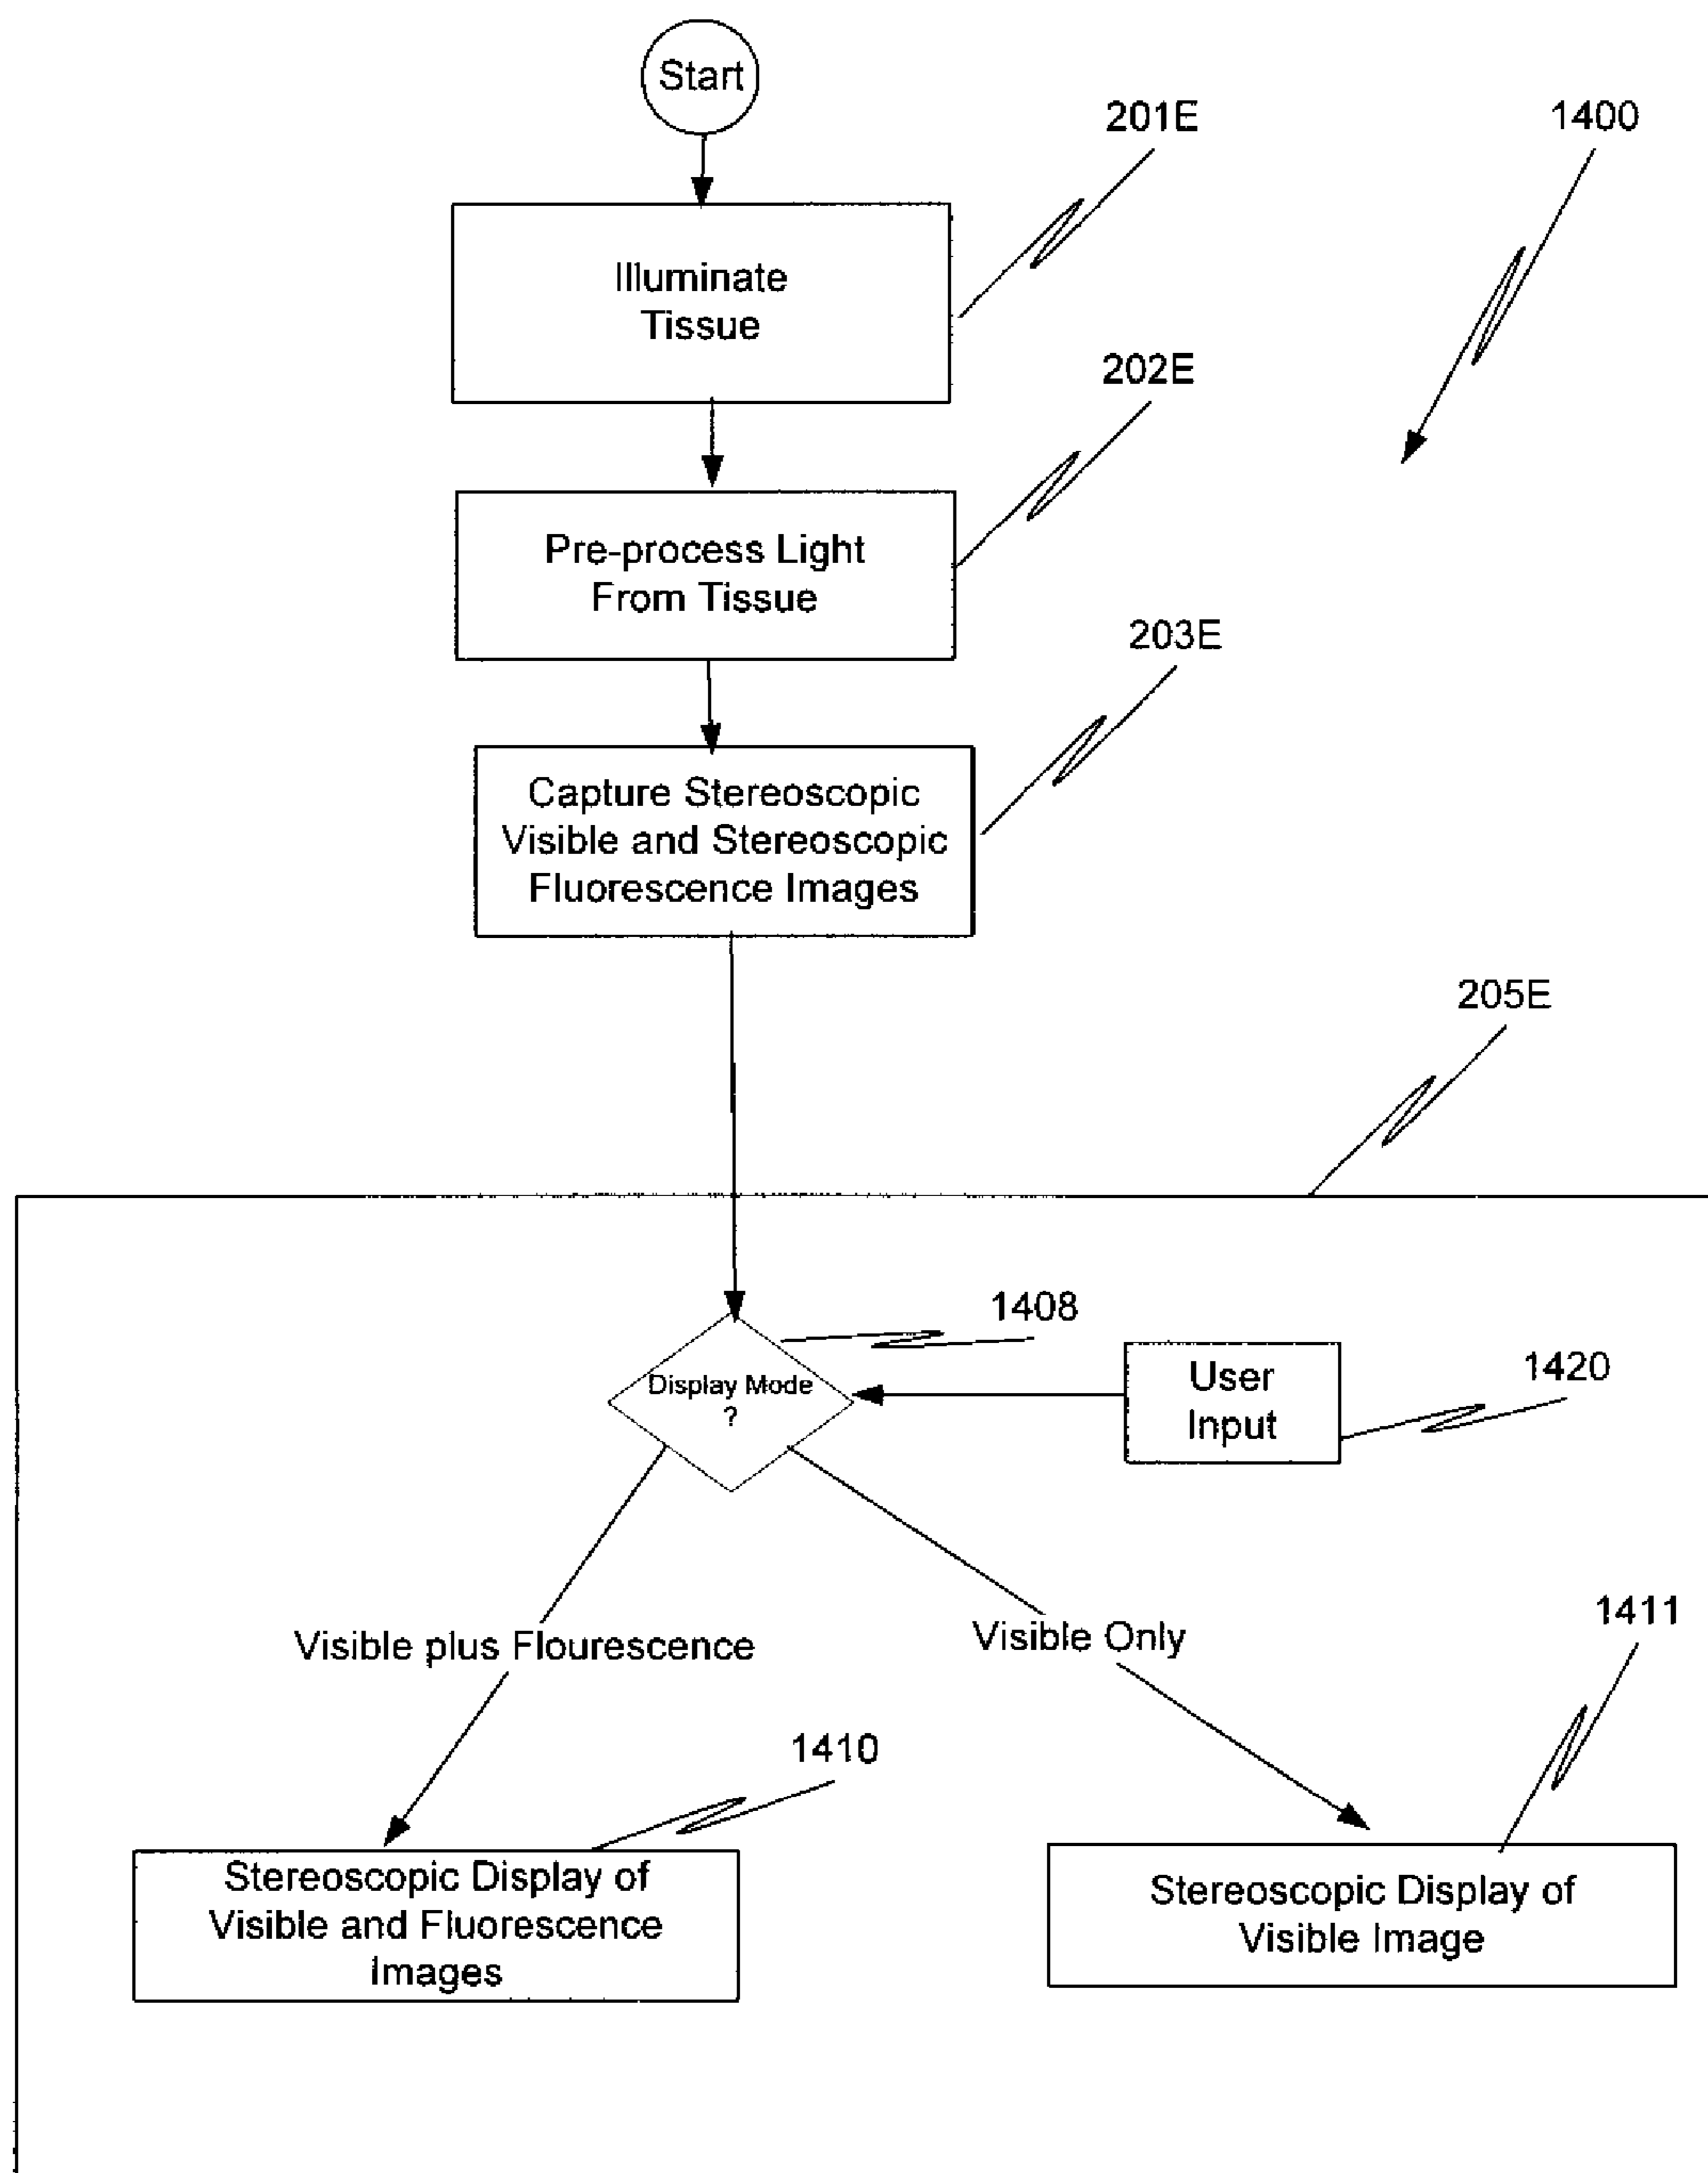 Start
201E
1400
Illuminate
Tissue
202E
Pre-process Light
From Tissue
203E
Capture Stereoscopic
Visible and Stereoscopic
Fluorescence Images
205E
1408
Display Mode
?
User
Input
1420
Visible plus Flourescence
Visible Only
1411
1410
Stereoscopic Display of
Visible and Fluorescence
Images
Stereoscopic Display of
Visible Image